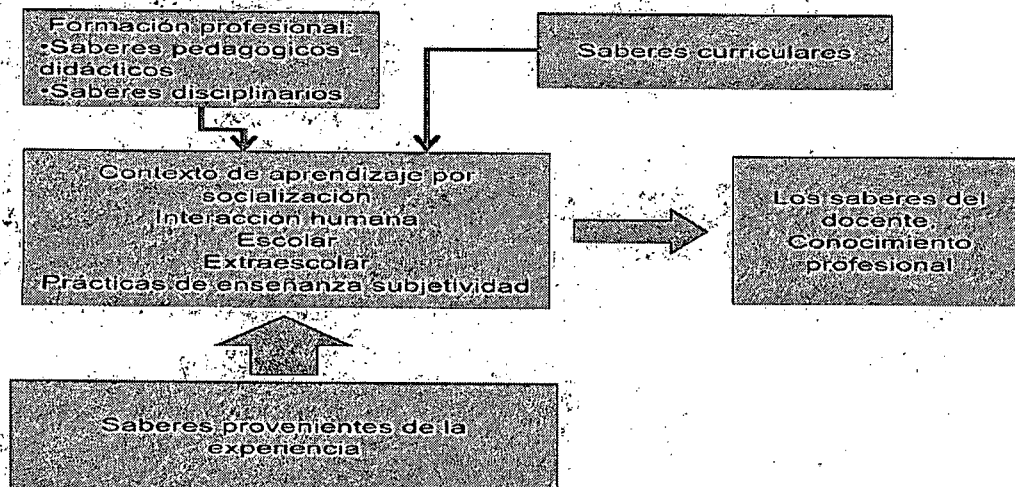 Formación profesional:
•Saberes pedagógicos -
didácticos
•Saberes disciplinarios
Saberes curriculares
Contexto de aprendizaje por
socialización
Interacción humana
Escolar
Extraescolar
Prácticas de enseñanza subjetividad
Los saberes del
docente.
Conocimiento
profesional
Saberes provenientes de la
experiencia